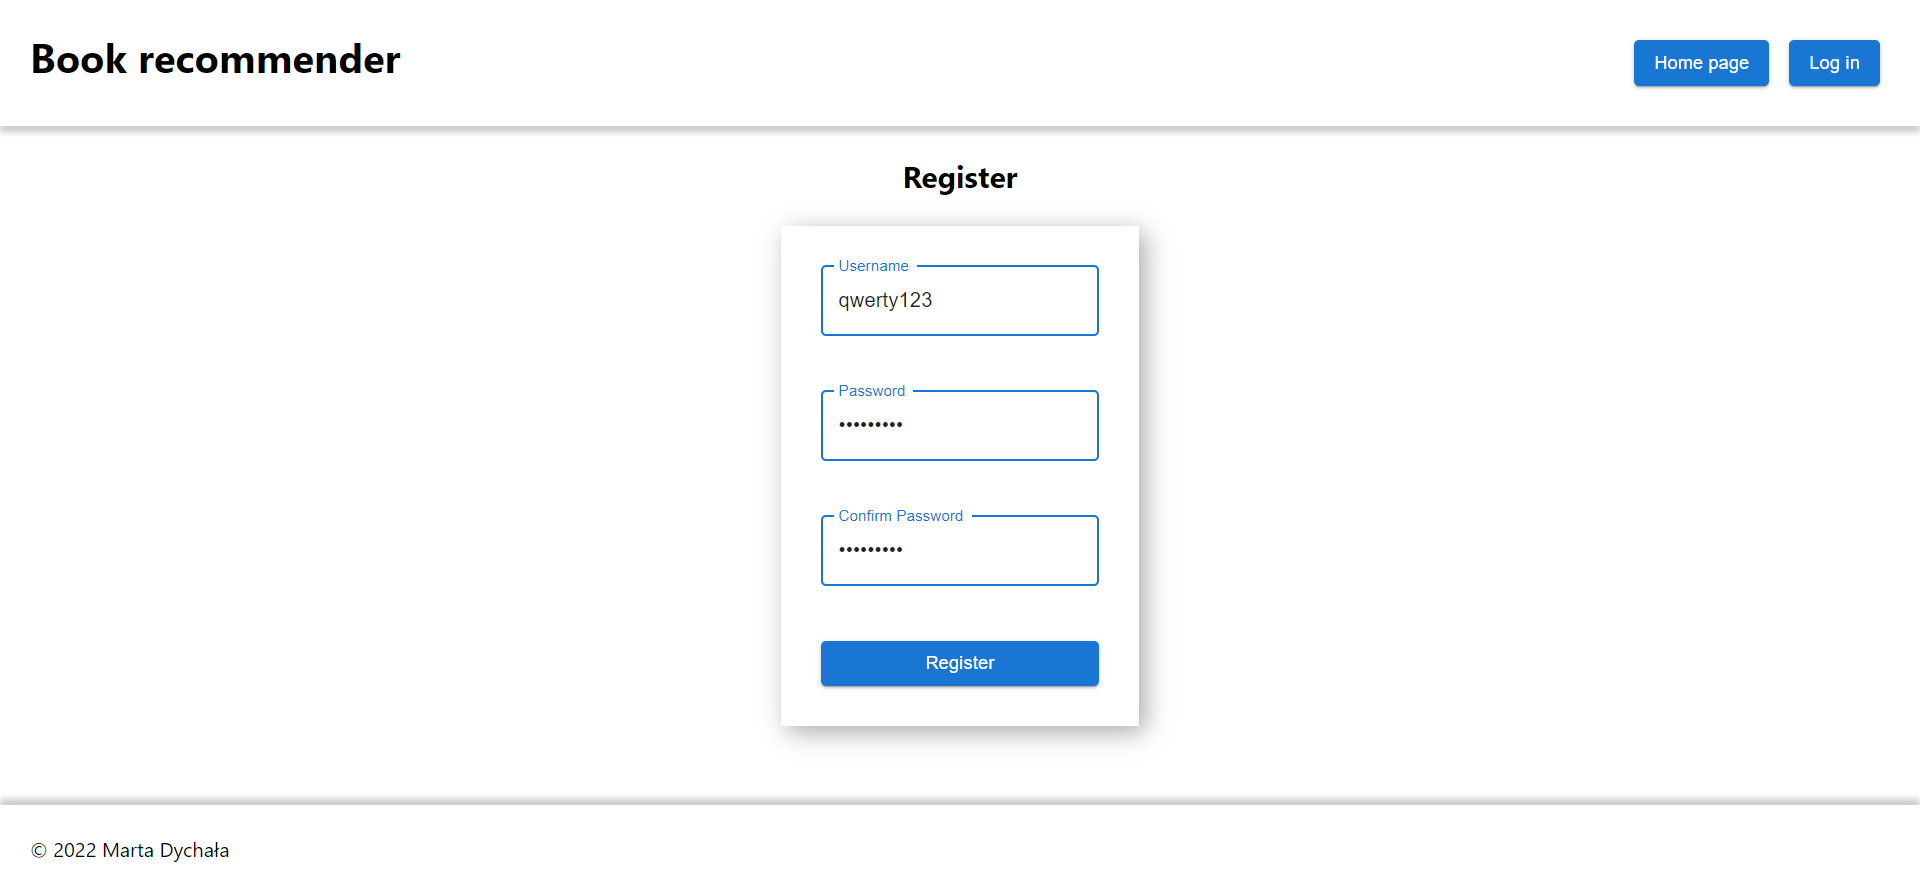 Book recommender
Home page
Log in
Register
Username
qwerty123
Password
•••••••••
Confirm Password
•••••••••
Register
© 2022 Marta Dychała